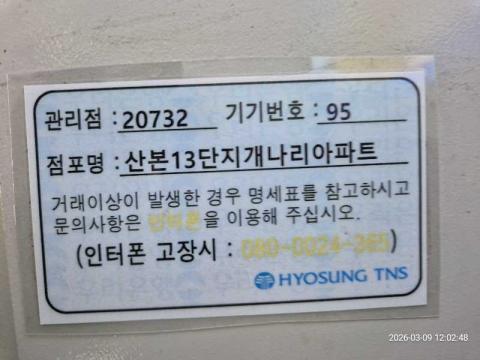 관리점 : 20732 기기번호 : 95
점포명 : 산본13단지개나리아파트
거래이상이 발생한 경우 명세표를 참고하시고
문의사항은 인터폰을 이용해 주십시오.
(인터폰 고장시 : 080-0024-365)
HYOSUNG TNS
2026-03-09 12:02:48